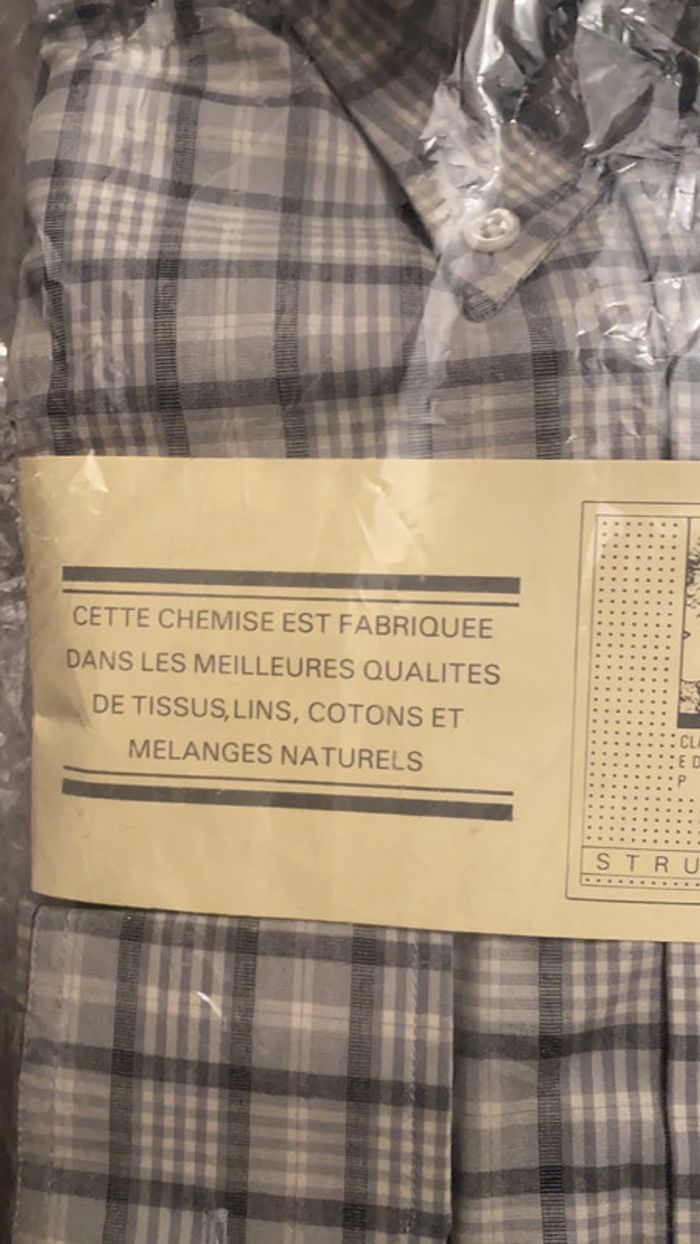 CETTE CHEMISE EST FABRIQUEE
DANS LES MEILLEURES QUALITES
DE TISSUS,LINS, COTONS ET
MELANGES NATURELS
E D
P
STRU